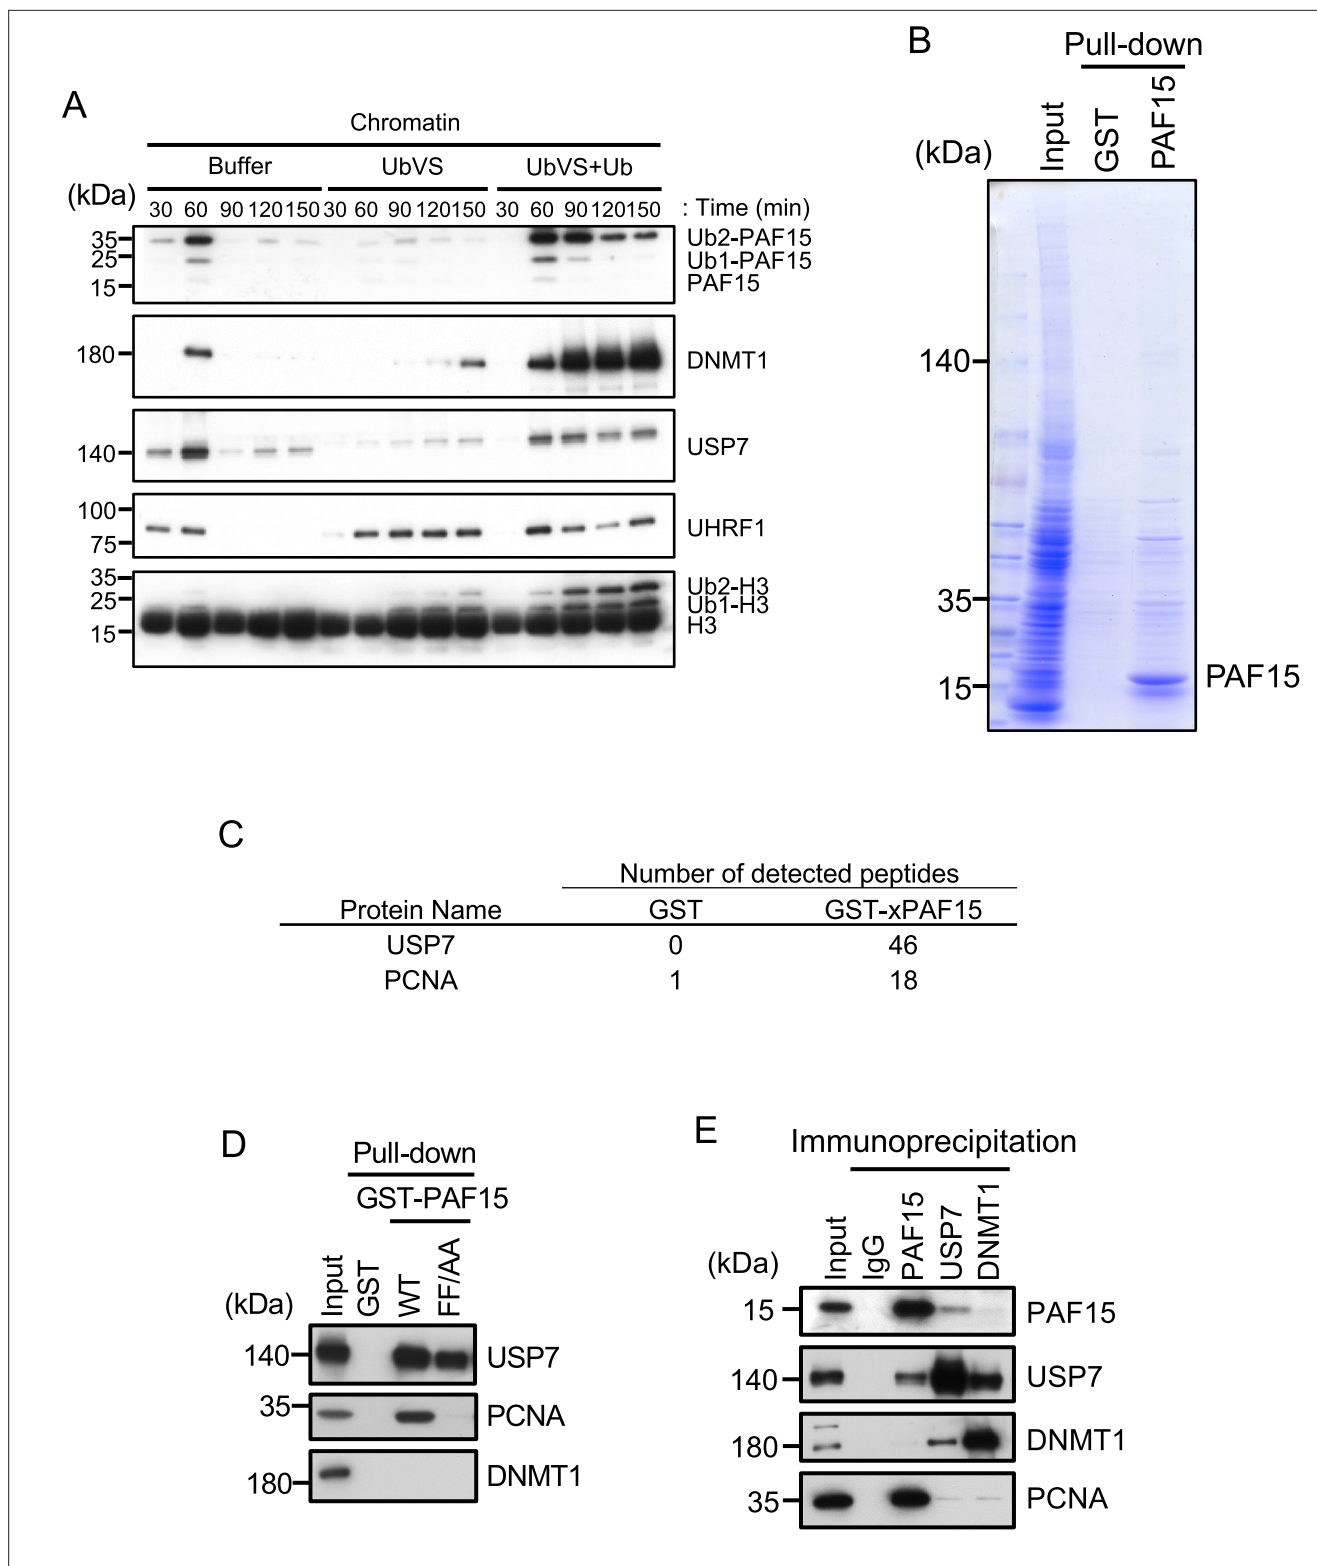 A
Chromatin
Buffer UbVS UbVS+Ub
(kDa)
30 60 90 120 150 30 60 90 120 150 30 60 90 120 150 : Time (min)
35 Ub2-PAF15
25 Ub1-PAF15
15 PAF15
180 DNMT1
140 USP7
100
UHRF1
75
35 Ub2-H3
25 Ub1-H3
15 H3
B
Pull-down
(kDa) Input GST PAF15
140
35
15 PAF15
C
Number of detected peptides
Protein Name GST GST-xPAF15
USP7 0 46
PCNA 1 18
D
Pull-down
GST-PAF15
(kDa) Input GST WT FF/AA
140 USP7
35 PCNA
180 DNMT1
E
Immunoprecipitation
(kDa) Input IgG PAF15 USP7 DNMT1
15 PAF15
140 USP7
180 DNMT1
35 PCNA